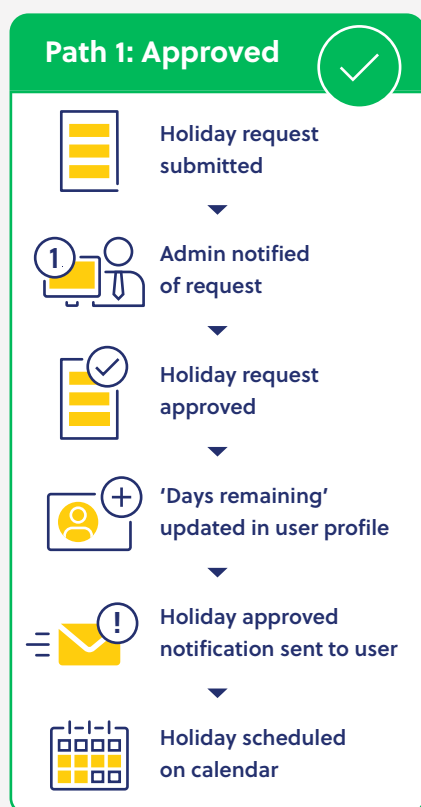 Path 1: Approved
Holiday request
submitted
1
Admin notified
of request
Holiday request
approved
‘Days remaining’
updated in user profile
!
Holiday approved
notification sent to user
Holiday scheduled
on calendar